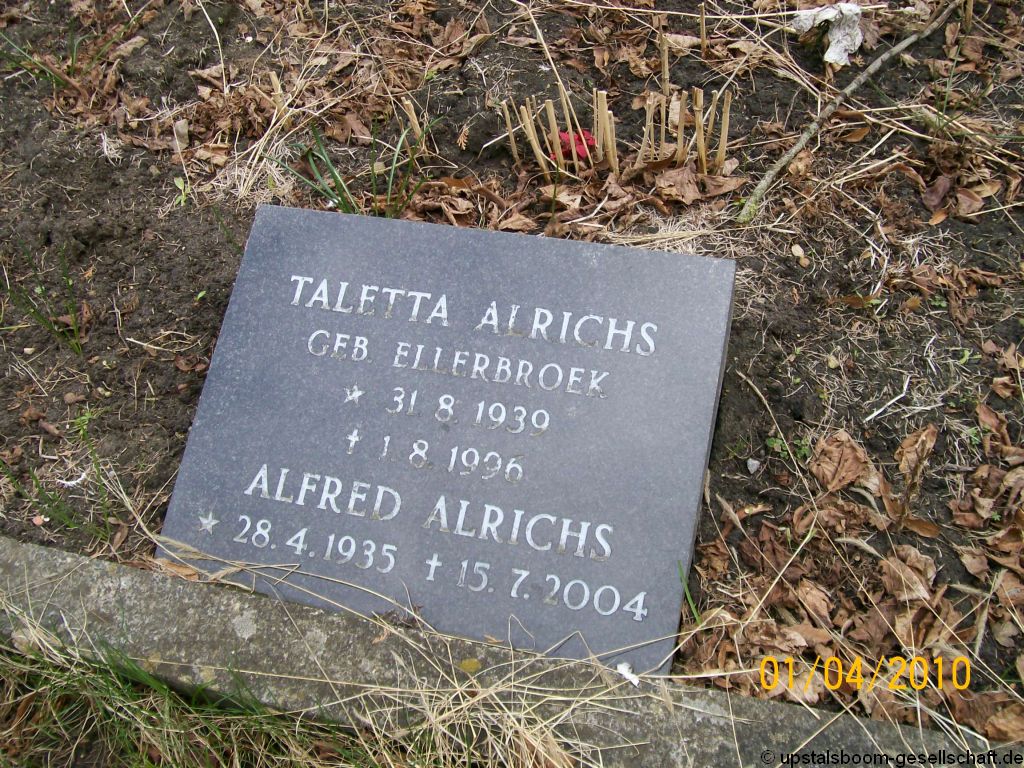 TALETTA ALRICHS
GEB. ELLERBROEK
* 31. 8. 1939
† 1. 8. 1996
ALFRED ALRICHS
* 28. 4. 1935 † 15. 7. 2004
01/04/2010
© upstalsboom-gesellschaft.de